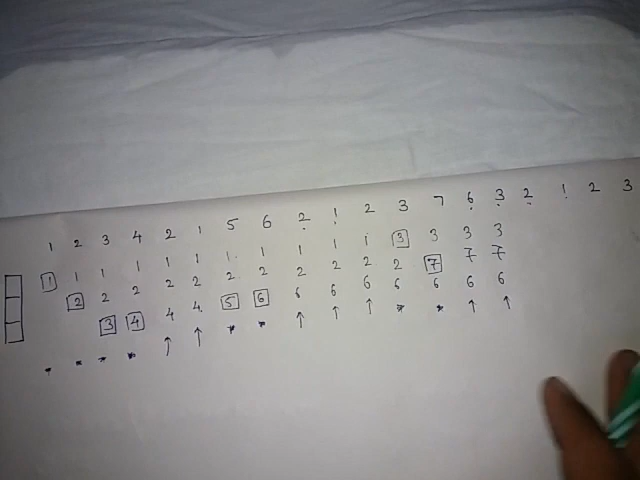 1 2 3 4 2 1 5 6 2 1 2 3 7 6 3 2 1 2 3
1 1 1 1 1 1 1 1 1 1 1 3 3 3 3
2 2 2 2 2 2 2 2 2 2 2 7 7 7
3 4 4 4 5 6 6 6 6 6 6 6 6
↑ ↑ * * ↑ ↑ ↑ * * ↑ ↑
* * * *